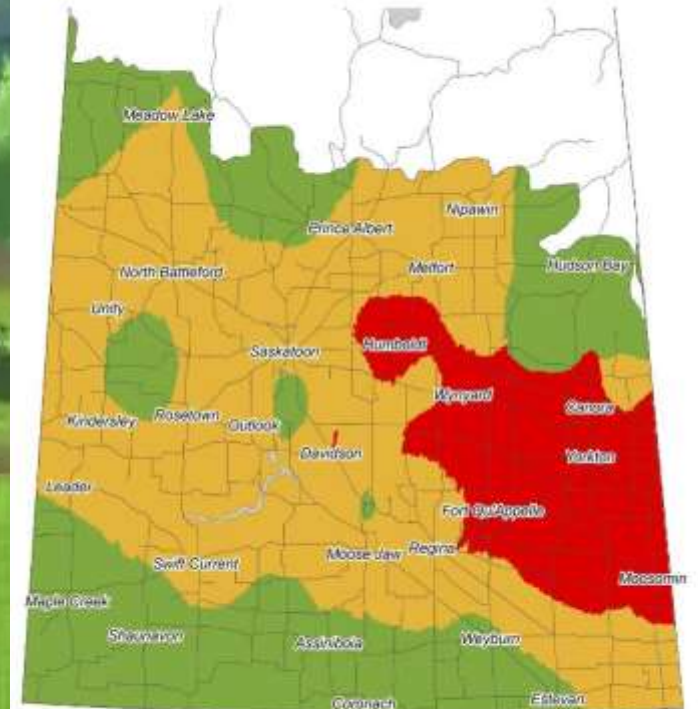 Meadow Lake
Nipawin
Prince Albert
Melfort
Hudson Bay
North Battleford
Unity
Humboldt
Saskatoon
Wynyard
Canora
Rosetown
Kindersley
Outlook
Davidson
Yorkton
Leader
Fort Qu'Appelle
Moose Jaw
Regina
Swift Current
Moosomin
Maple Creek
Shaunavon
Assiniboia
Weyburn
Estevan
Coronach